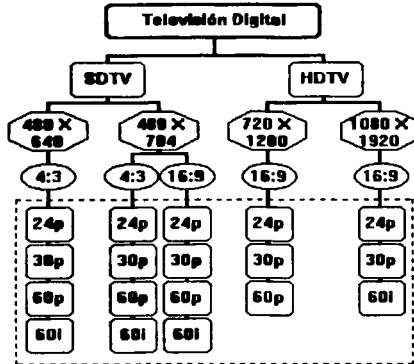 Televisión Digital
SDTV HDTV
480 × 640 480 × 704 720 × 1280 1080 × 1920
4:3 4:3 16:9 16:9 16:9
24p 24p 24p 24p 24p
30p 30p 30p 30p 30p
60p 60p 60p 60p 60i
60i 60i 60i